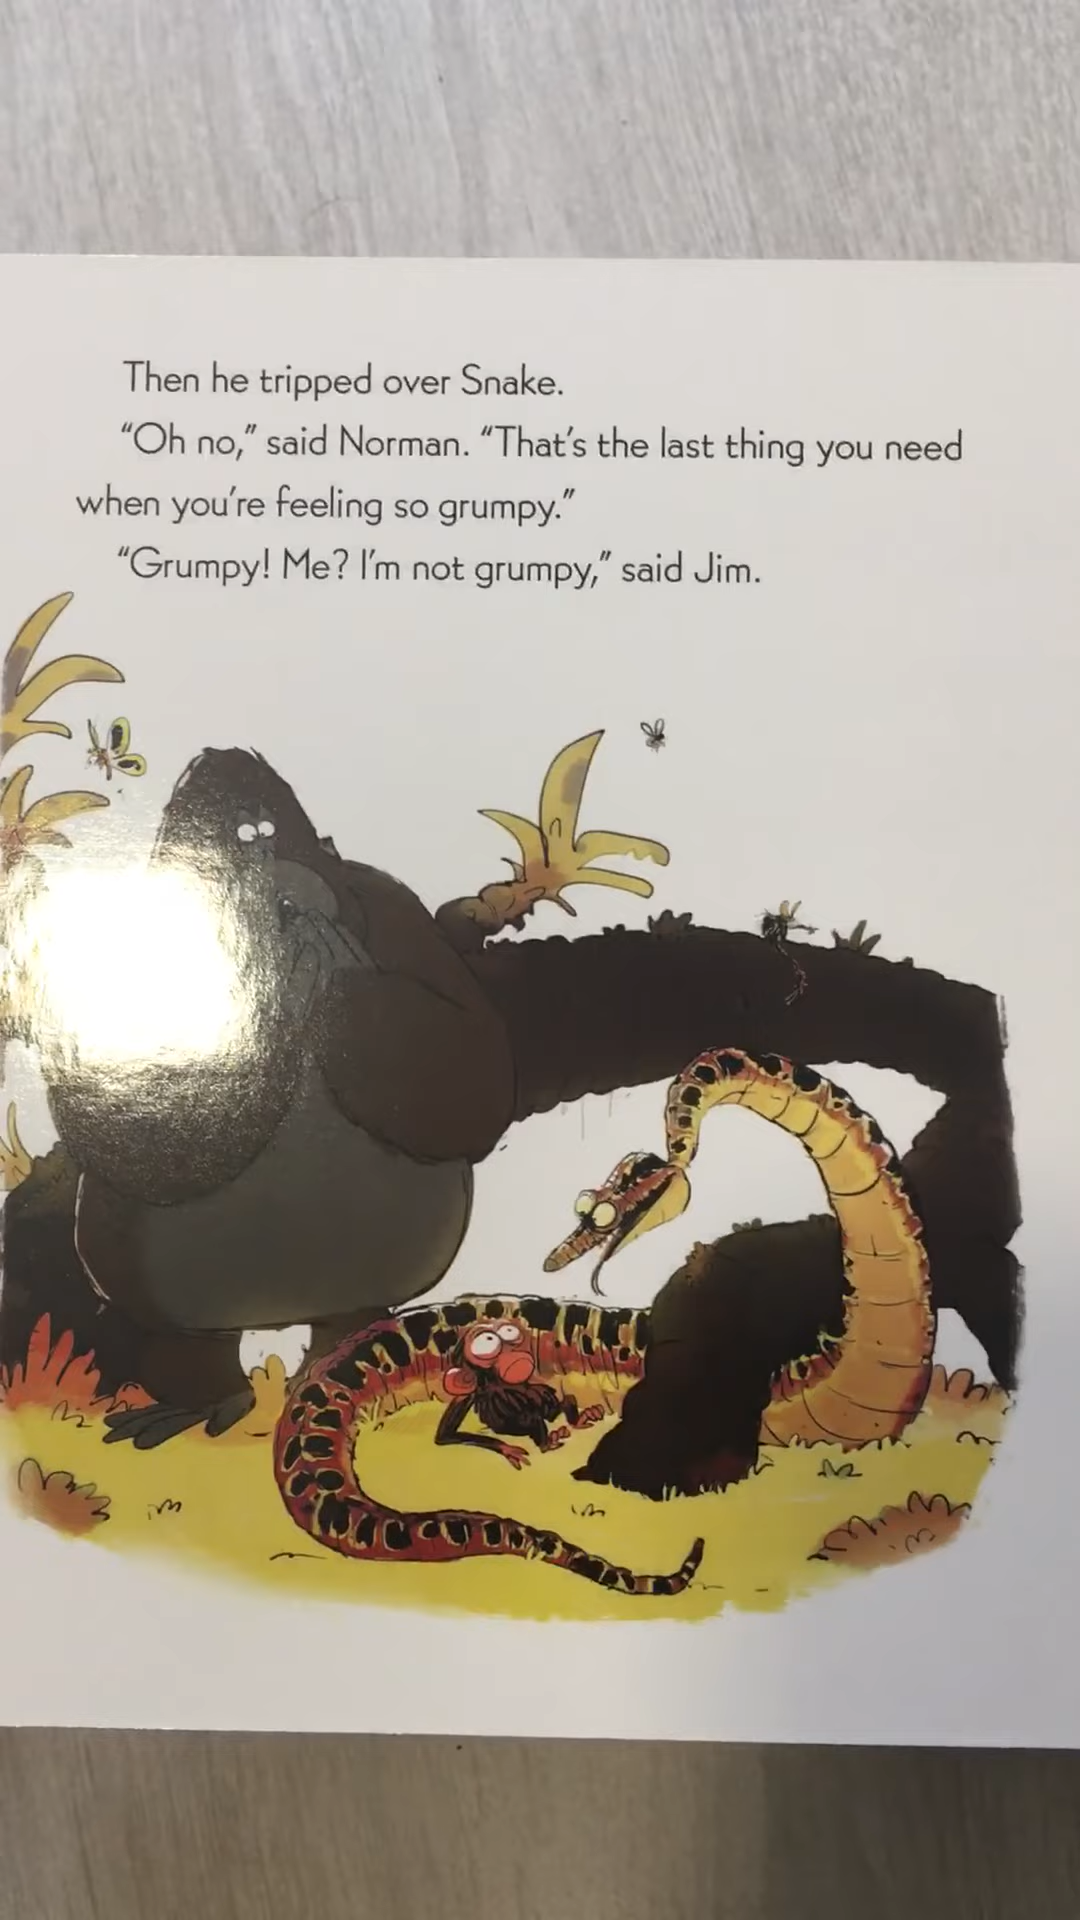 Then he tripped over Snake.
“Oh no,” said Norman. “That’s the last thing you need
when you’re feeling so grumpy.”
“Grumpy! Me? I’m not grumpy,” said Jim.